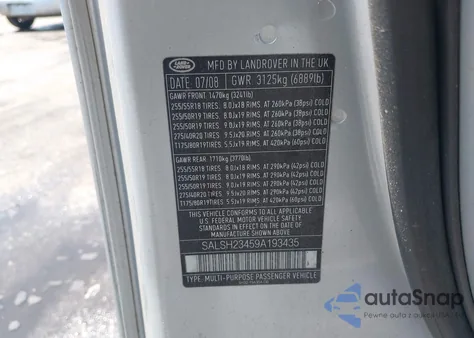 LAND ROVER
MFD BY LANDROVER IN THE UK
DATE 07/08 GWR 3125kg (6889lb)
GAWR FRONT 1470kg (3241lb)
255/55R18 TIRES, 8.0Jx18 RIMS, AT 260kPa (38psi) COLD
255/50R19 TIRES, 8.0Jx19 RIMS, AT 260kPa (38psi) COLD
255/50R19 TIRES, 9.0Jx19 RIMS, AT 260kPa (38psi) COLD
275/40R20 TIRES, 9.5Jx20 RIMS, AT 260kPa (38psi) COLD
T175/80R19TIRES, 5.5Jx19 RIMS, AT 420kPa (60psi) COLD
GAWR REAR 1710kg (3770lb)
255/55R18 TIRES, 8.0Jx18 RIMS, AT 290kPa (42psi) COLD
255/50R19 TIRES, 8.0Jx19 RIMS, AT 290kPa (42psi) COLD
255/50R19 TIRES, 9.0Jx19 RIMS, AT 290kPa (42psi) COLD
275/40R20 TIRES, 9.5Jx20 RIMS, AT 290kPa (42psi) COLD
T175/80R19TIRES, 5.5Jx19 RIMS, AT 420kPa (60psi) COLD
THIS VEHICLE CONFORMS TO ALL APPLICABLE
U.S FEDERAL MOTOR VEHICLE SAFETY
STANDARDS IN EFFECT ON THE DATE OF
MANUFACTURE SHOWN ABOVE.
SALSH23459A193435
TYPE: MULTI-PURPOSE PASSENGER VEHICLE
autoSnap